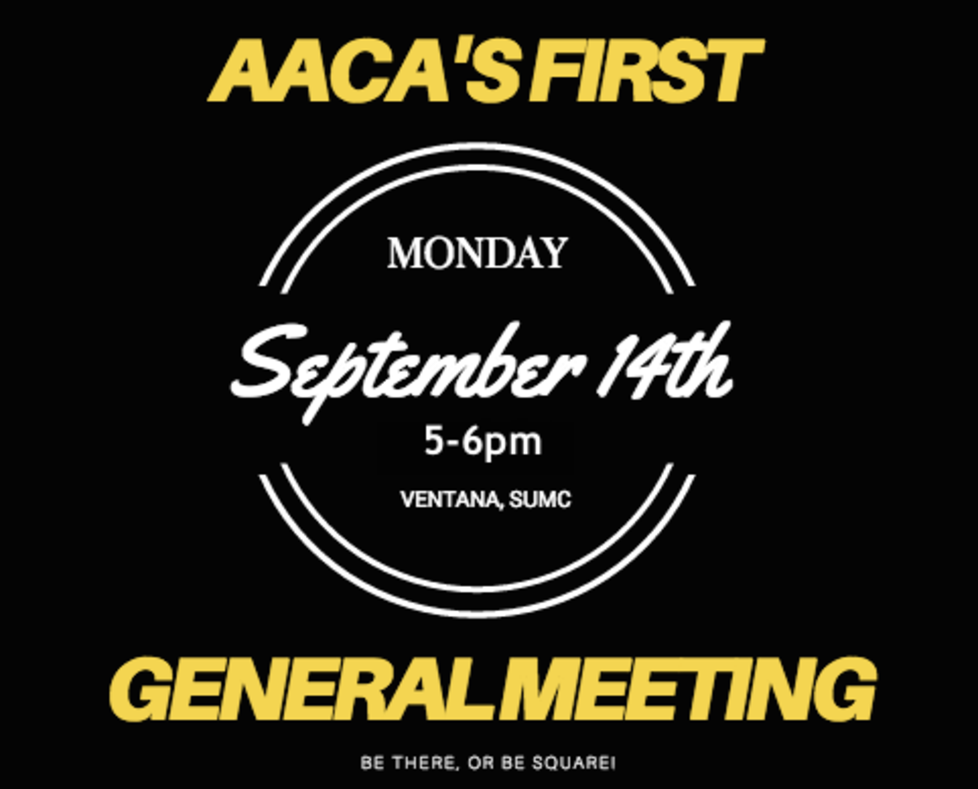 AACA'S FIRST
MONDAY
September 14th
5-6pm
VENTANA, SUMC
GENERAL MEETING
BE THERE, OR BE SQUARE!